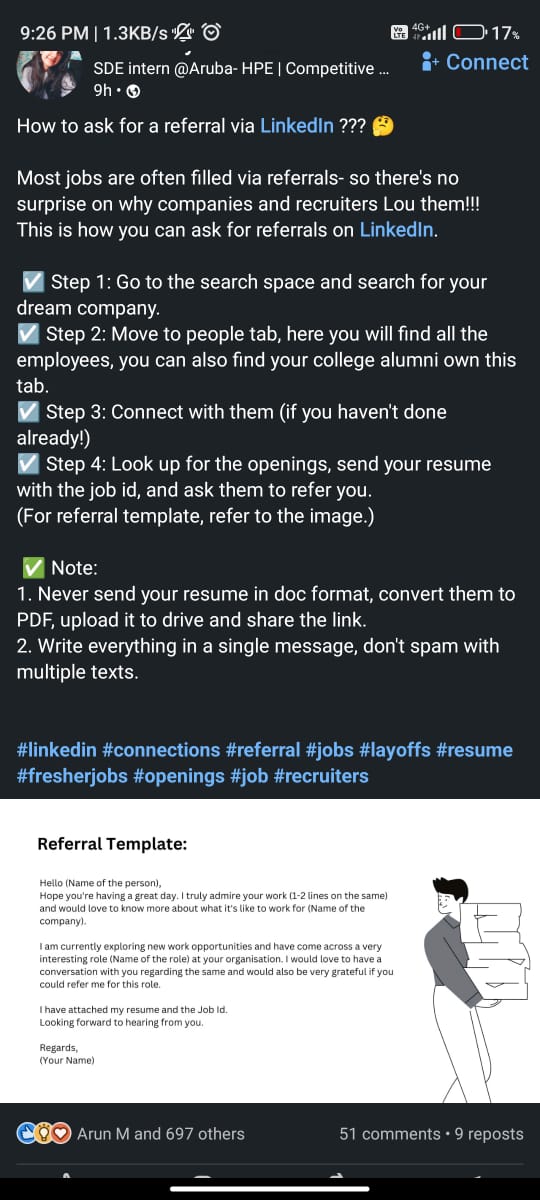 9:26 PM | 1.3KB/s
Vo LTE 4G+ 17%
SDE intern @Aruba- HPE | Competitive ...
Connect
9h •
How to ask for a referral via LinkedIn ??? 🤔
Most jobs are often filled via referrals- so there's no
surprise on why companies and recruiters Lou them!!!
This is how you can ask for referrals on LinkedIn.
☑️ Step 1: Go to the search space and search for your
dream company.
☑️ Step 2: Move to people tab, here you will find all the
employees, you can also find your college alumni own this
tab.
☑️ Step 3: Connect with them (if you haven't done
already!)
☑️ Step 4: Look up for the openings, send your resume
with the job id, and ask them to refer you.
(For referral template, refer to the image.)
✅ Note:
1. Never send your resume in doc format, convert them to
PDF, upload it to drive and share the link.
2. Write everything in a single message, don't spam with
multiple texts.
#linkedin #connections #referral #jobs #layoffs #resume
#fresherjobs #openings #job #recruiters
Referral Template:
Hello (Name of the person),
Hope you're having a great day. I truly admire your work (1-2 lines on the same)
and would love to know more about what it's like to work for (Name of the
company).
I am currently exploring new work opportunities and have come across a very
interesting role (Name of the role) at your organisation. I would love to have a
conversation with you regarding the same and would also be very grateful if you
could refer me for this role.
I have attached my resume and the Job Id.
Looking forward to hearing from you.
Regards,
(Your Name)
Arun M and 697 others
51 comments • 9 reposts